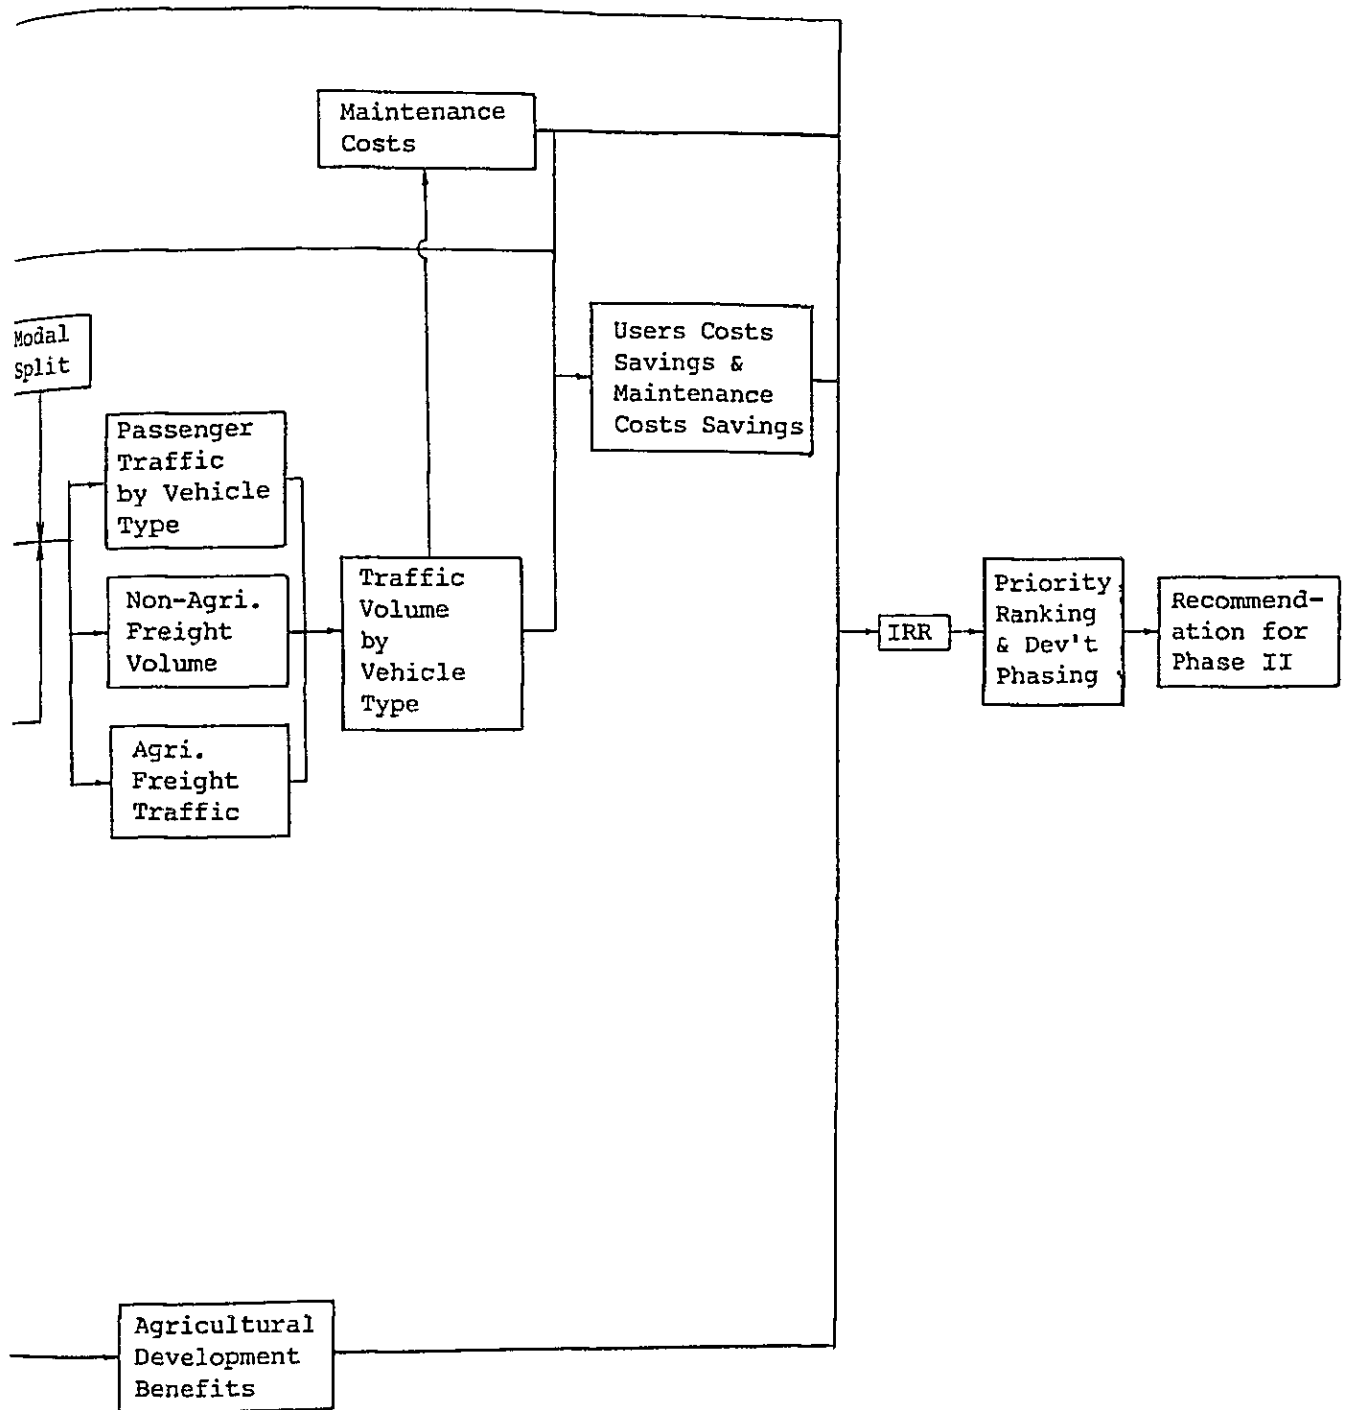 Maintenance
Costs
Users Costs
Savings &
Maintenance
Costs Savings
Modal
Split
Passenger
Traffic
by Vehicle
Type
Non-Agri.
Freight
Volume
Agri.
Freight
Traffic
Traffic
Volume
by
Vehicle
Type
IRR
Priority
Ranking
& Dev't
Phasing
Recommend-
ation for
Phase II
Agricultural
Development
Benefits